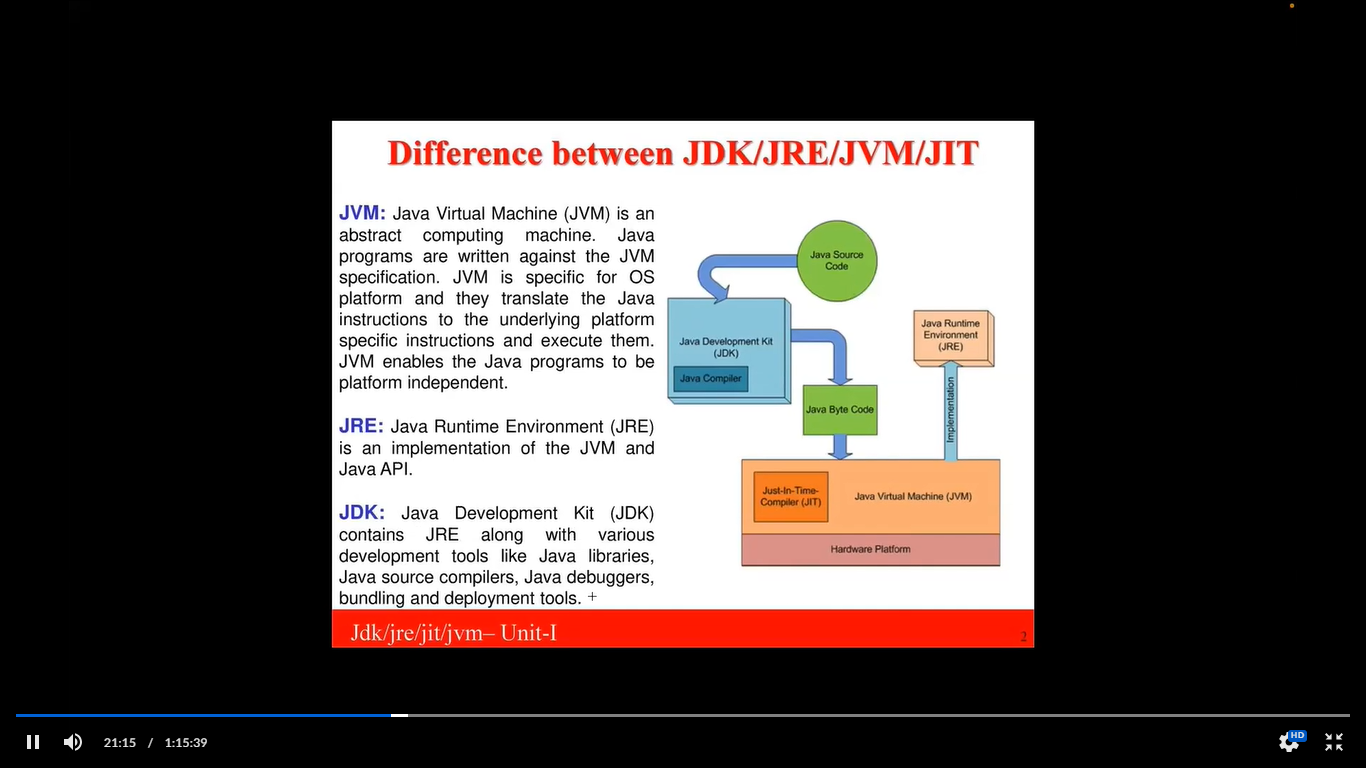 Difference between JDK/JRE/JVM/JIT
JVM: Java Virtual Machine (JVM) is an
abstract computing machine. Java
programs are written against the JVM
specification. JVM is specific for OS
platform and they translate the Java
instructions to the underlying platform
specific instructions and execute them.
JVM enables the Java programs to be
platform independent.
JRE: Java Runtime Environment (JRE)
is an implementation of the JVM and
Java API.
JDK: Java Development Kit (JDK)
contains JRE along with various
development tools like Java libraries,
Java source compilers, Java debuggers,
bundling and deployment tools.
Java Source
Code
Java Development Kit
(JDK)
Java Compiler
Java Runtime
Environment
(JRE)
Java Byte Code
Implementation
Just-In-Time-
Compiler (JIT)
Java Virtual Machine (JVM)
Hardware Platform
Jdk/jre/jit/jvm– Unit-I
2
21:15 / 1:15:39
HD